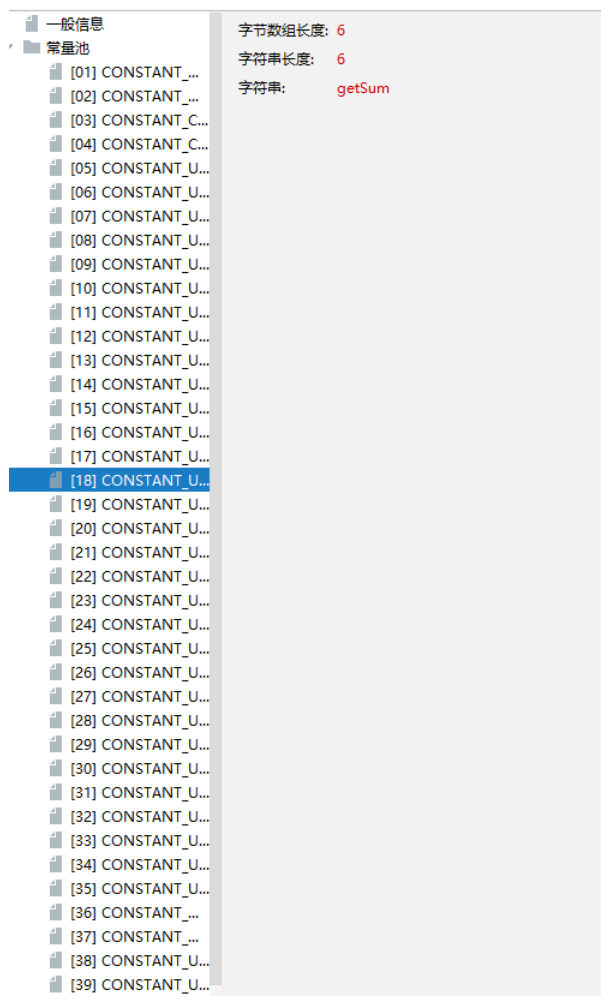 一般信息
常量池
[01] CONSTANT_...
[02] CONSTANT_...
[03] CONSTANT_C...
[04] CONSTANT_C...
[05] CONSTANT_U...
[06] CONSTANT_U...
[07] CONSTANT_U...
[08] CONSTANT_U...
[09] CONSTANT_U...
[10] CONSTANT_U...
[11] CONSTANT_U...
[12] CONSTANT_U...
[13] CONSTANT_U...
[14] CONSTANT_U...
[15] CONSTANT_U...
[16] CONSTANT_U...
[17] CONSTANT_U...
[18] CONSTANT_U...
[19] CONSTANT_U...
[20] CONSTANT_U...
[21] CONSTANT_U...
[22] CONSTANT_U...
[23] CONSTANT_U...
[24] CONSTANT_U...
[25] CONSTANT_U...
[26] CONSTANT_U...
[27] CONSTANT_U...
[28] CONSTANT_U...
[29] CONSTANT_U...
[30] CONSTANT_U...
[31] CONSTANT_U...
[32] CONSTANT_U...
[33] CONSTANT_U...
[34] CONSTANT_U...
[35] CONSTANT_U...
[36] CONSTANT_...
[37] CONSTANT_...
[38] CONSTANT_U...
[39] CONSTANT_U...
字节数组长度: 6
字符串长度: 6
字符串: getSum